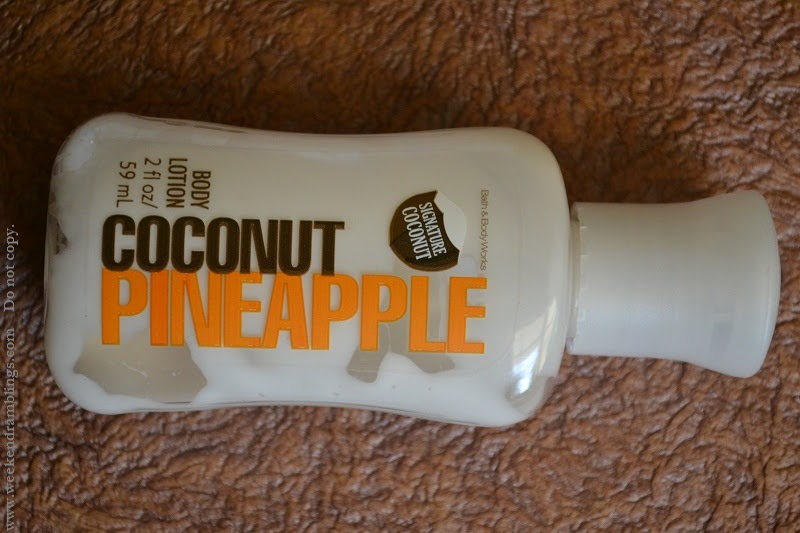 Bath & Body Works
SIGNATURE
COCONUT
COCONUT
PINEAPPLE
BODY
LOTION
2 fl oz/
59 mL
www.weekendramblings.com Do not copy.